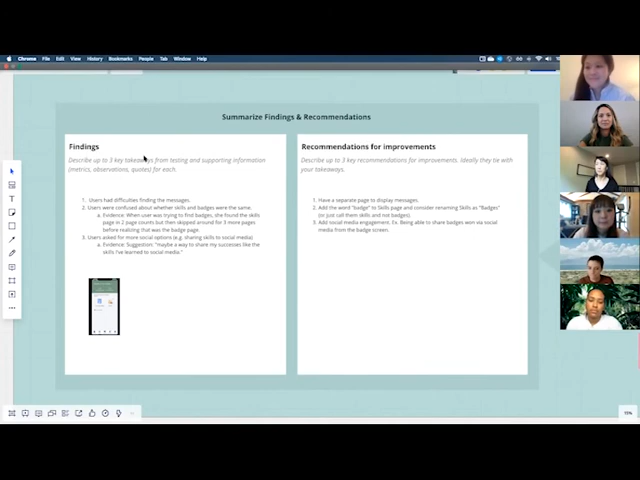 Chrome File Edit View History Bookmarks People Tab Window Help
Summarize Findings & Recommendations
Findings
Describe up to 3 key takeaways from testing and supporting information
(metrics, observations, quotes) for each.
1. Users had difficulties finding the messages.
2. Users were confused about whether skills and badges were the same.
a. Evidence: When user was trying to find badges, she found the skills
page in 2 page counts but then skipped around for 3 more pages
before realizing that was the badge page.
3. Users asked for more social options (e.g. sharing skills to social media)
a. Evidence: Suggestion: "maybe a way to share my successes like the
skills I've learned to social media."
Recommendations for improvements
Describe up to 3 key recommendations for improvements. Ideally they tie with
your takeaways.
1. Have a separate page to display messages.
2. Add the word "badge" to Skills page and consider renaming Skills as "Badges"
(or just call them skills and not badges).
3. Add social media engagement. Ex. Being able to share badges won via social
media from the badge screen.
15%